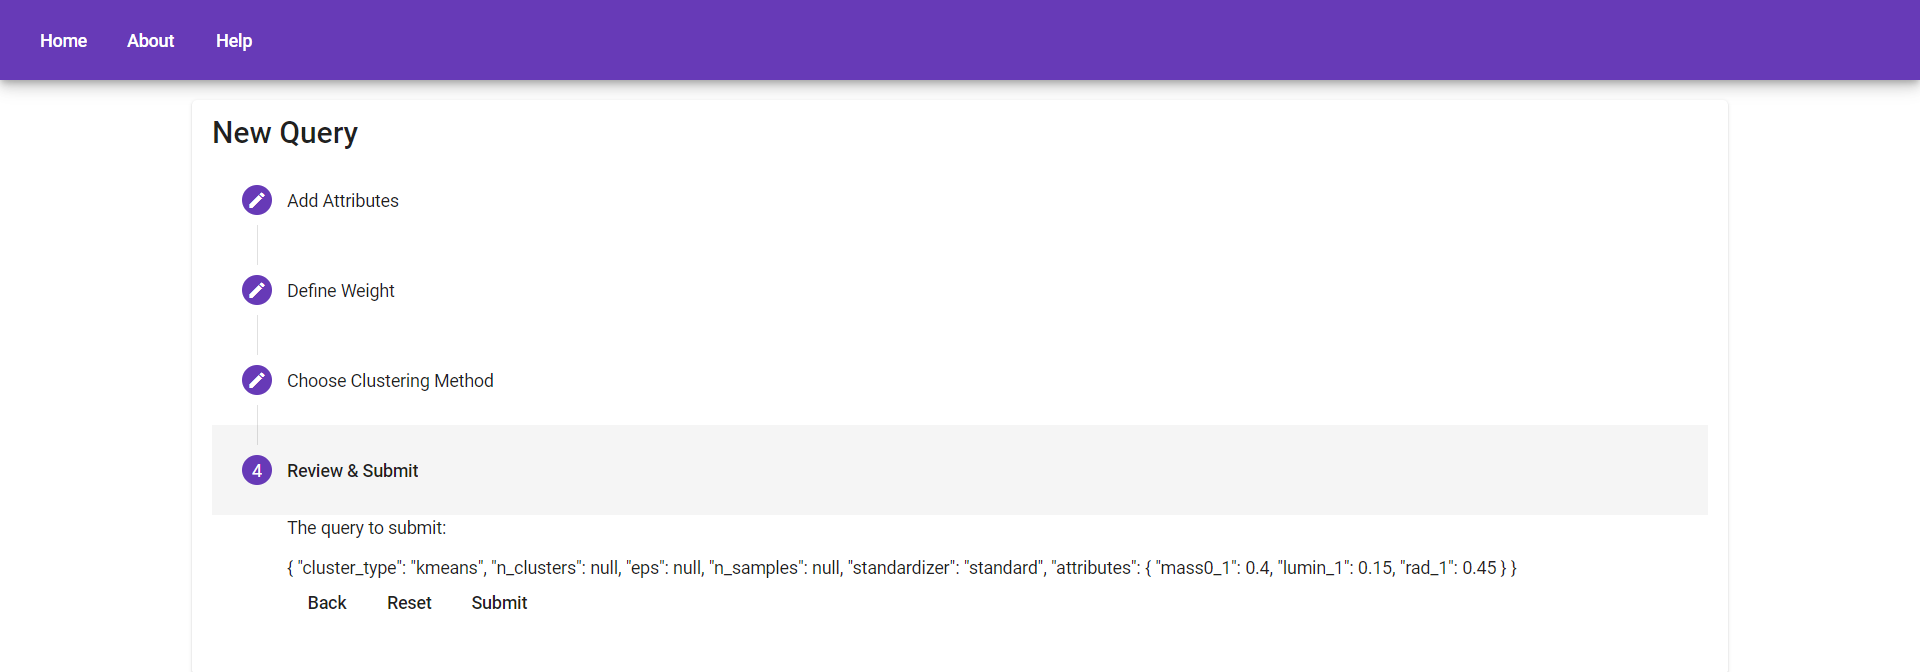 Home About Help
New Query
Add Attributes
Define Weight
Choose Clustering Method
4 Review & Submit
The query to submit:
{ "cluster_type": "kmeans", "n_clusters": null, "eps": null, "n_samples": null, "standardizer": "standard", "attributes": { "mass0_1": 0.4, "lumin_1": 0.15, "rad_1": 0.45 } }
Back Reset Submit